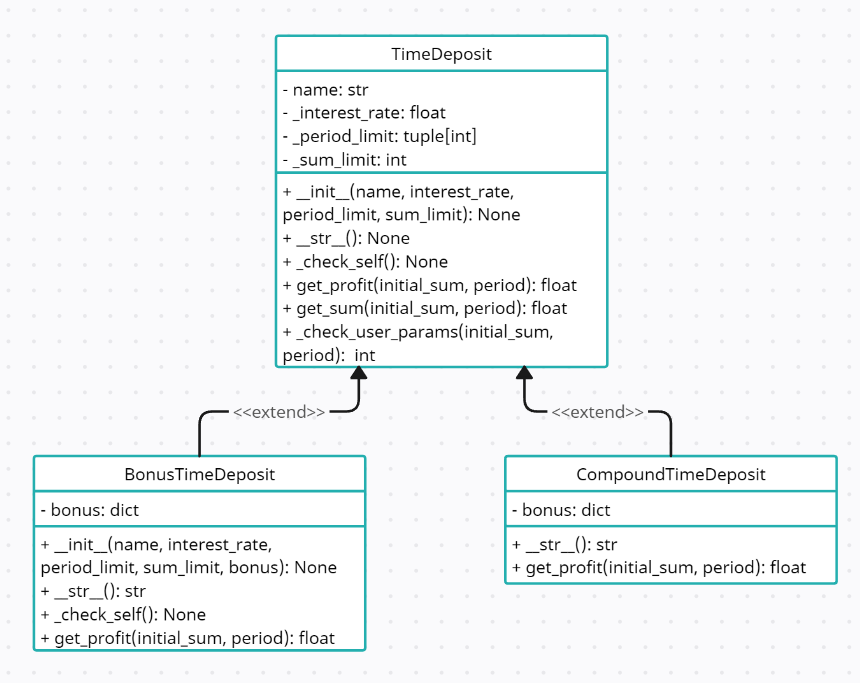 TimeDeposit
- name: str
- _interest_rate: float
- _period_limit: tuple[int]
- _sum_limit: int
+ __init__(name, interest_rate,
period_limit, sum_limit): None
+ __str__(): None
+ _check_self(): None
+ get_profit(initial_sum, period): float
+ get_sum(initial_sum, period): float
+ _check_user_params(initial_sum,
period):  int
<<extend>>
<<extend>>
BonusTimeDeposit
- bonus: dict
+ __init__(name, interest_rate,
period_limit, sum_limit, bonus): None
+ __str__(): str
+ _check_self(): None
+ get_profit(initial_sum, period): float
CompoundTimeDeposit
- bonus: dict
+ __str__(): str
+ get_profit(initial_sum, period): float